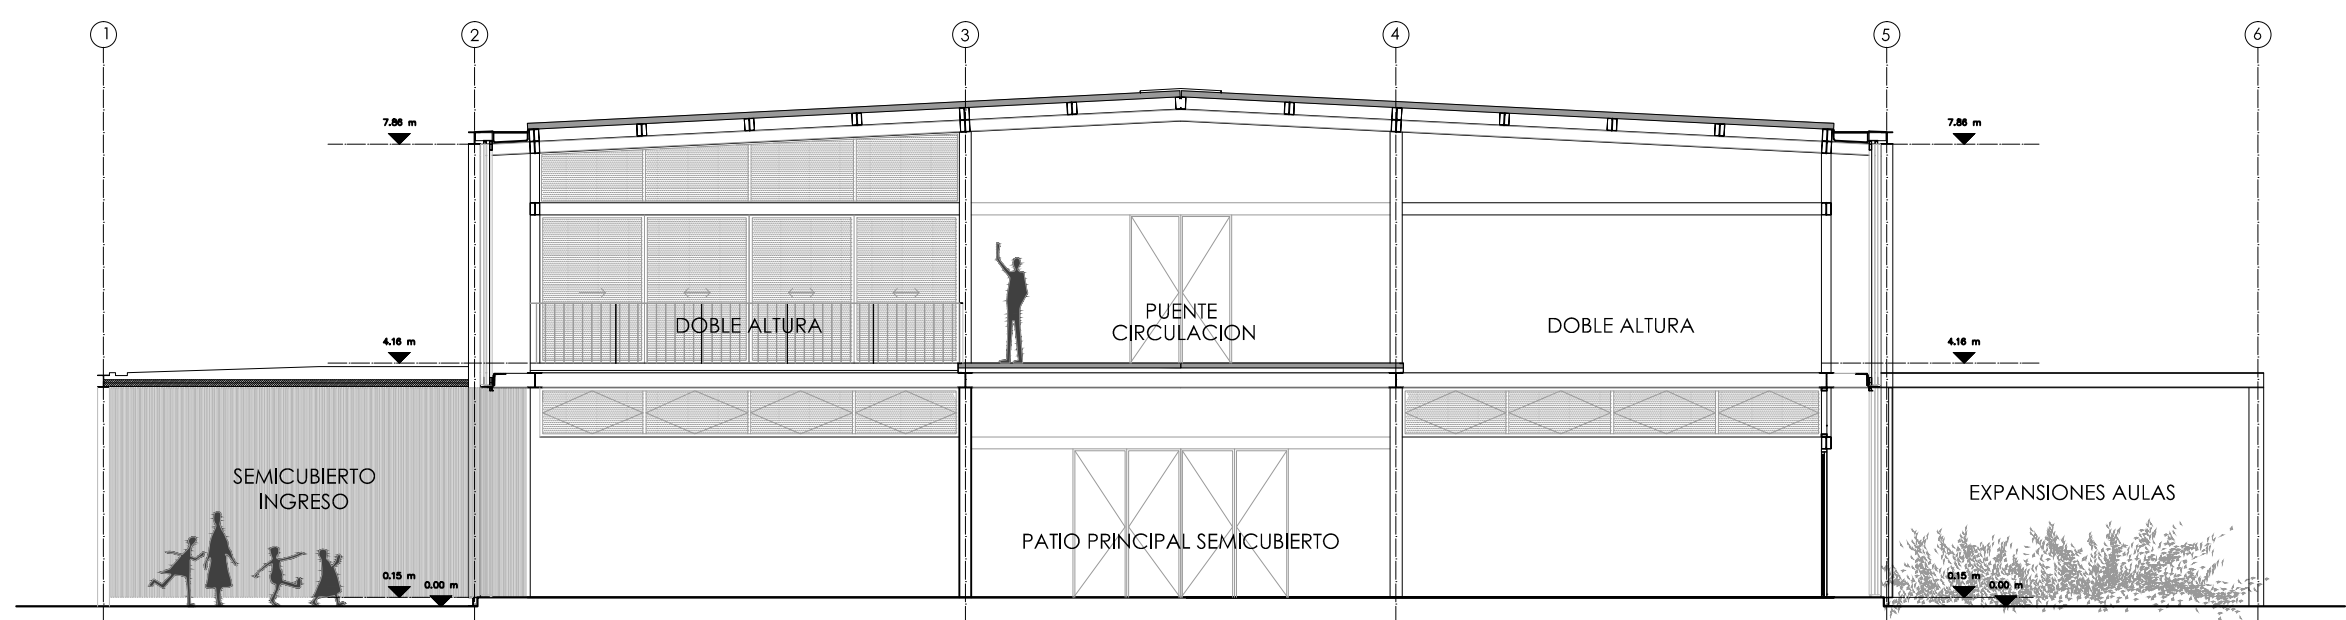 1
2
3
4
5
6
7.86 m
7.86 m
4.16 m
4.16 m
DOBLE ALTURA
PUENTE
CIRCULACION
DOBLE ALTURA
SEMICUBIERTO
INGRESO
PATIO PRINCIPAL SEMICUBIERTO
EXPANSIONES AULAS
0.15 m
0.00 m
0.15 m
0.00 m